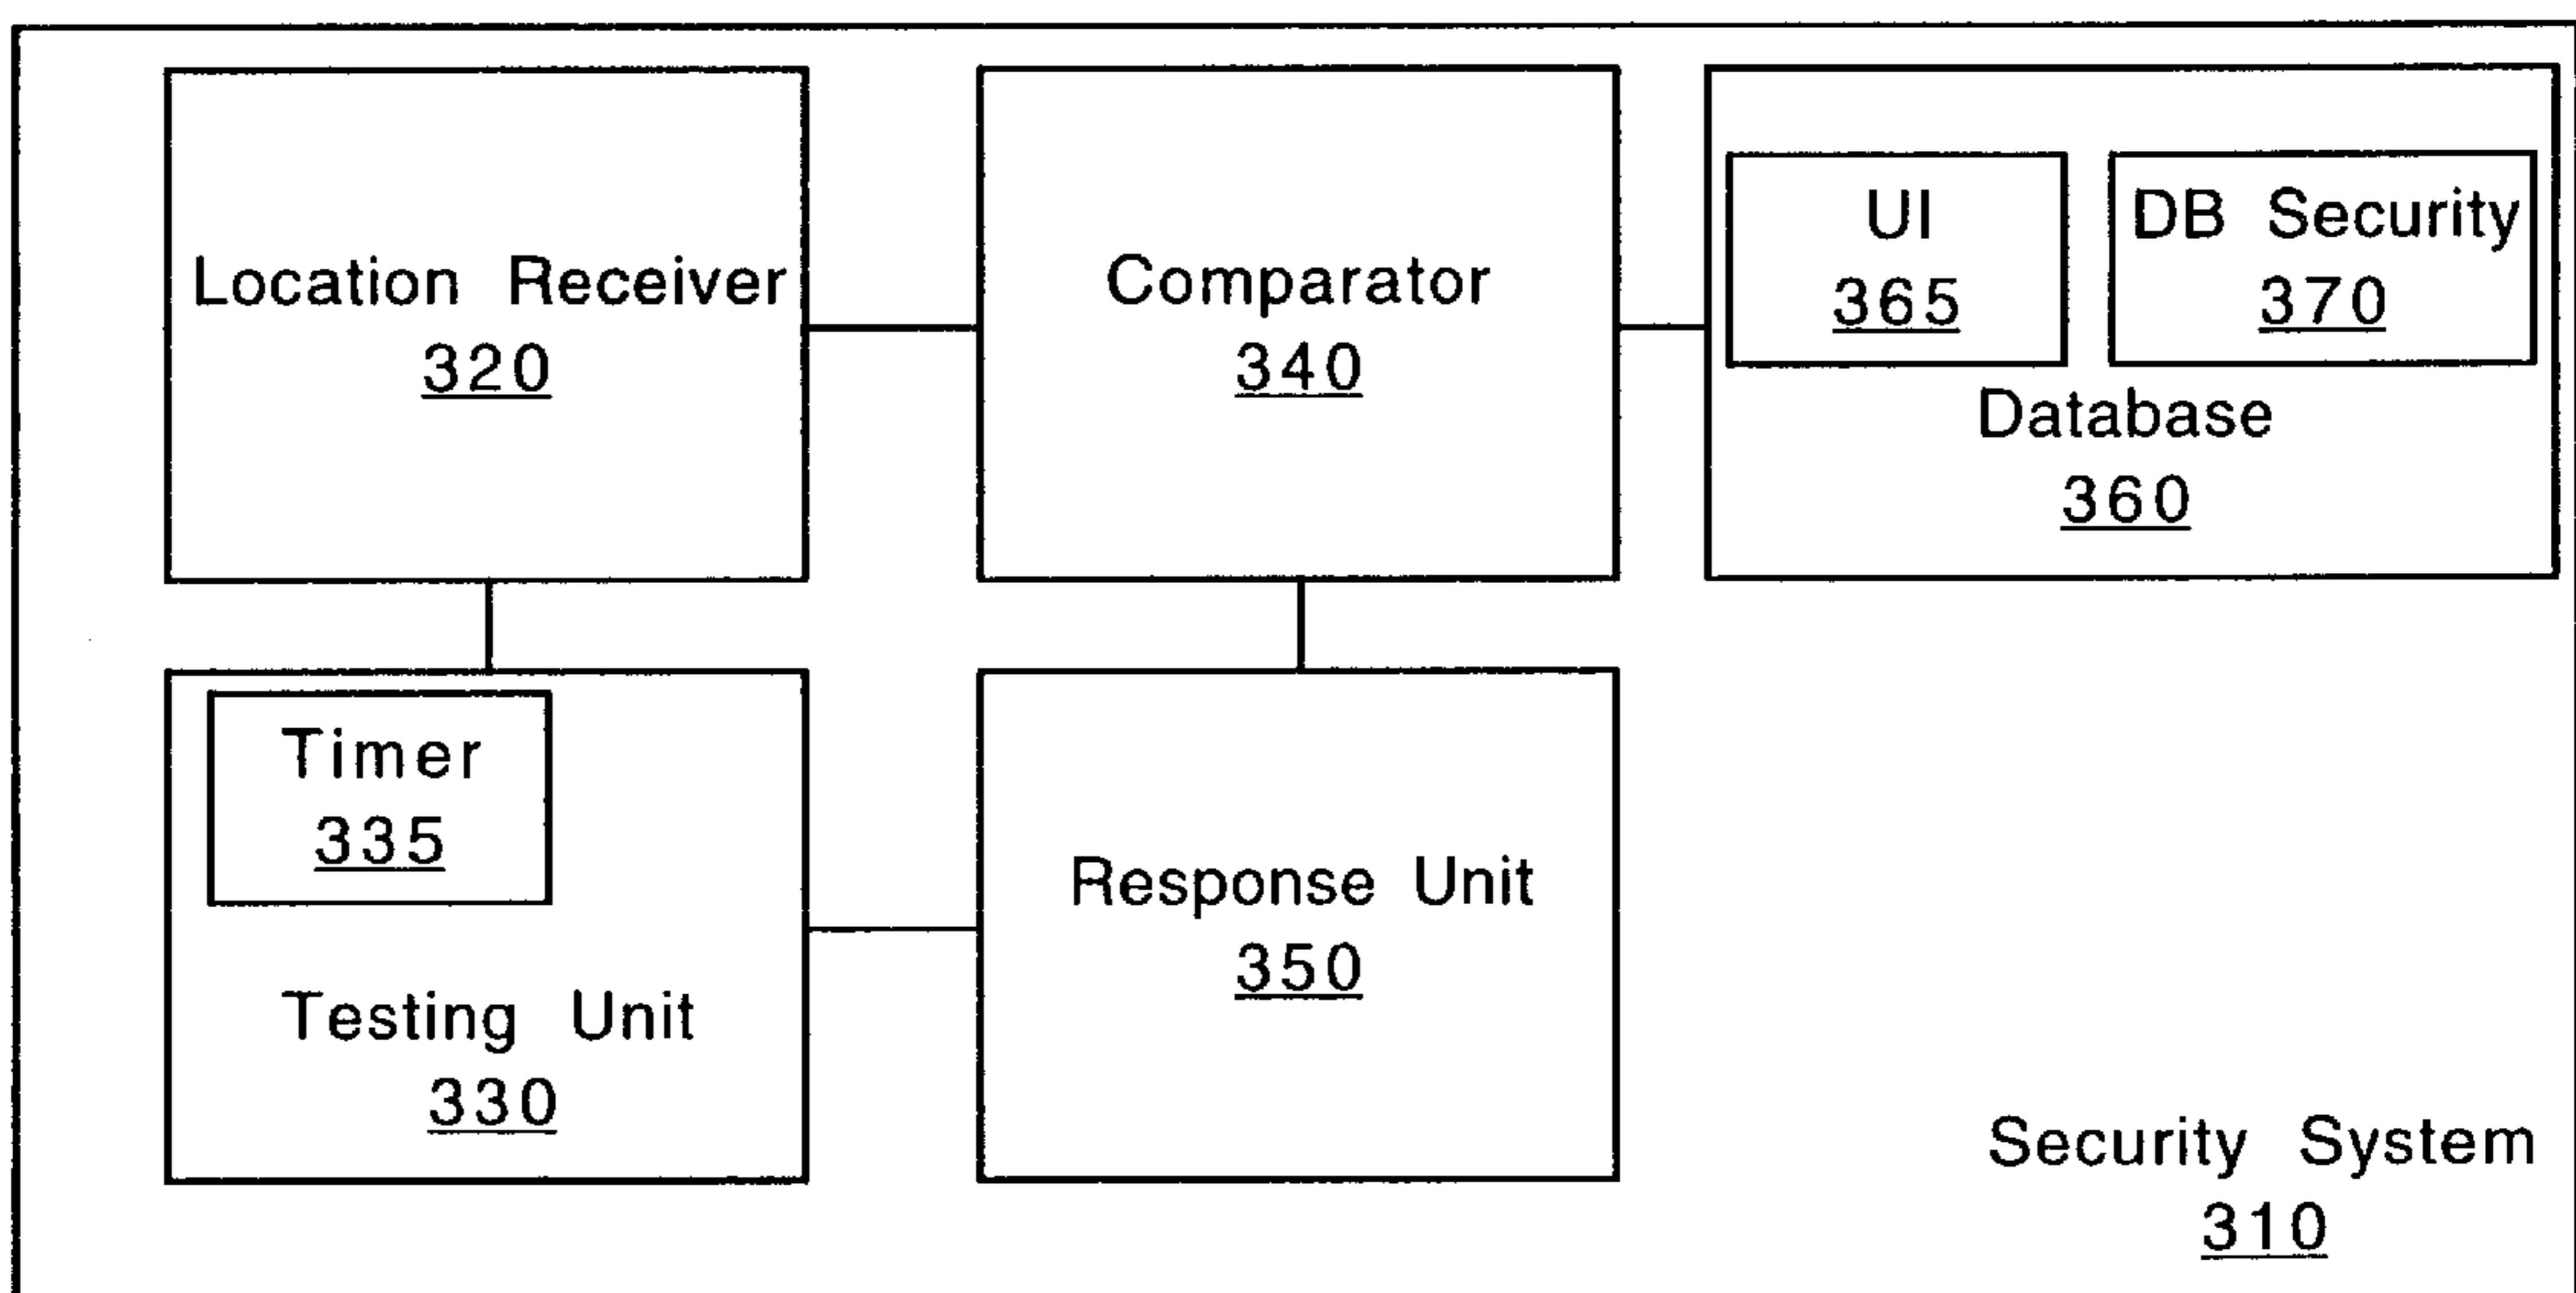 Location Receiver
320
Comparator
340
UI
365
DB Security
370
Database
360
Timer
335
Testing Unit
330
Response Unit
350
Security System
310